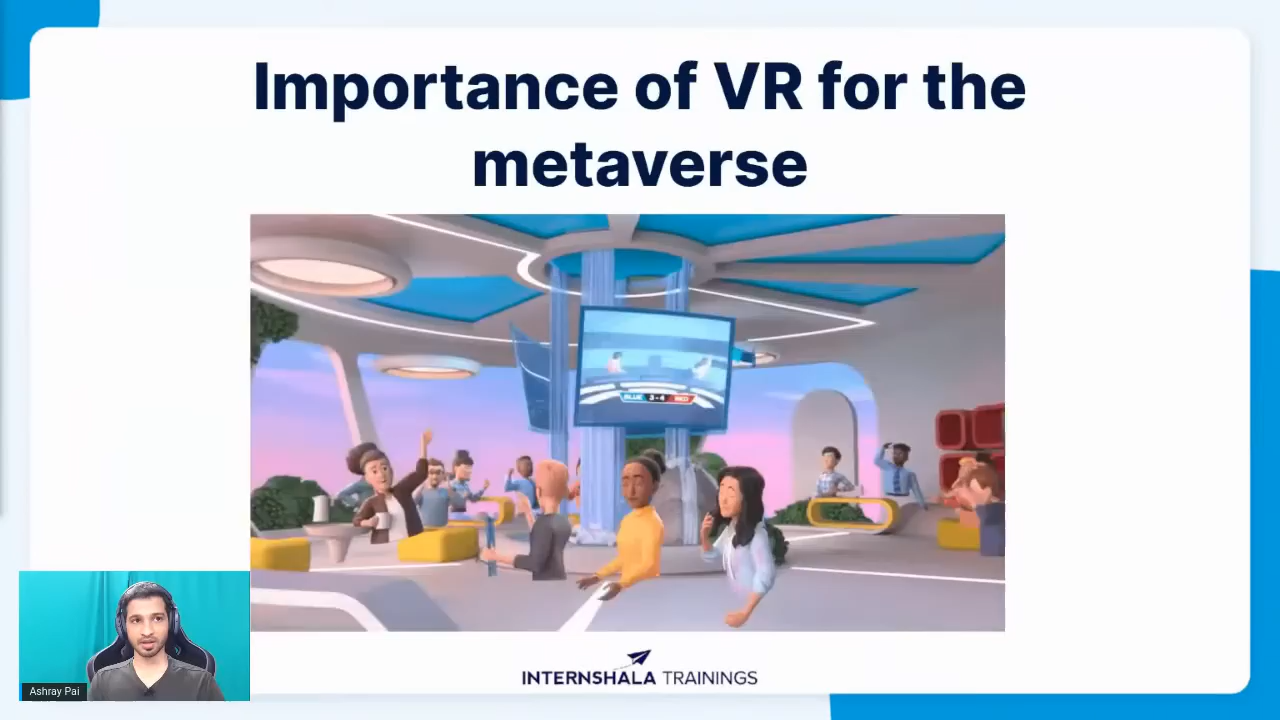 Importance of VR for the
metaverse
BLUE 3-4 RED
Ashray Pai
INTERNSHALA TRAININGS